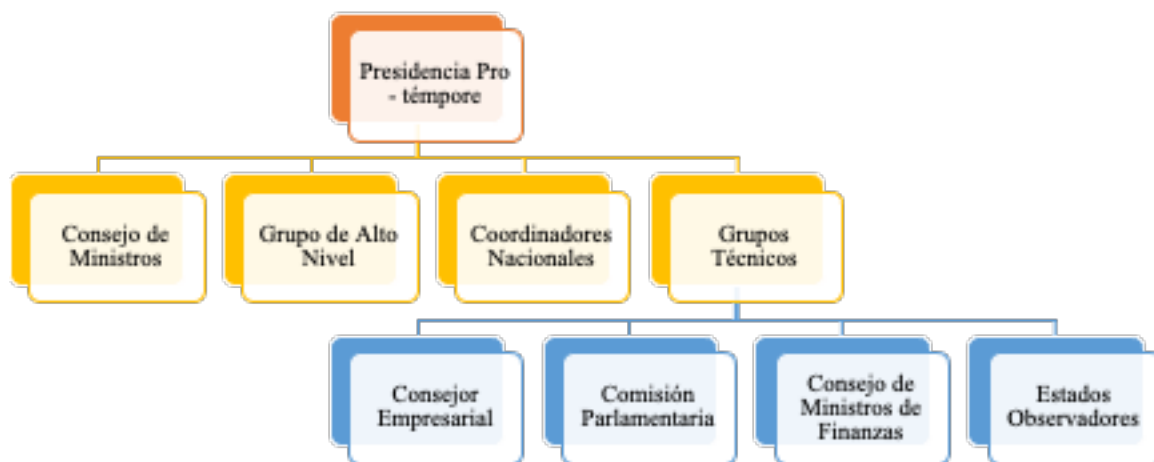 Presidencia Pro
- témpore
Consejo de
Ministros
Grupo de Alto
Nivel
Coordinadores
Nacionales
Grupos
Técnicos
Consejor
Empresarial
Comisión
Parlamentaria
Consejo de
Ministros de
Finanzas
Estados
Observadores